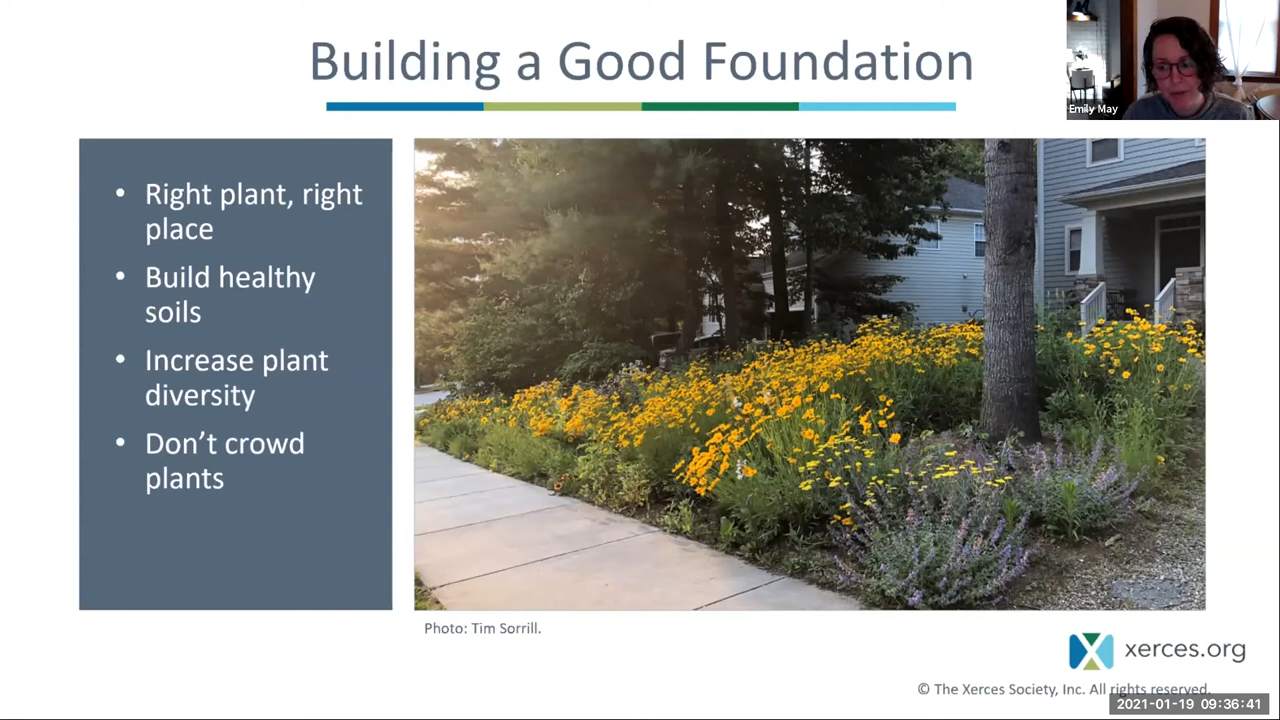 Building a Good Foundation
Emily May
• Right plant, right
place
• Build healthy
soils
• Increase plant
diversity
• Don’t crowd
plants
Photo: Tim Sorrill.
xerces.org
© The Xerces Society, Inc. All rights reserved.
2021-01-19 09:36:41